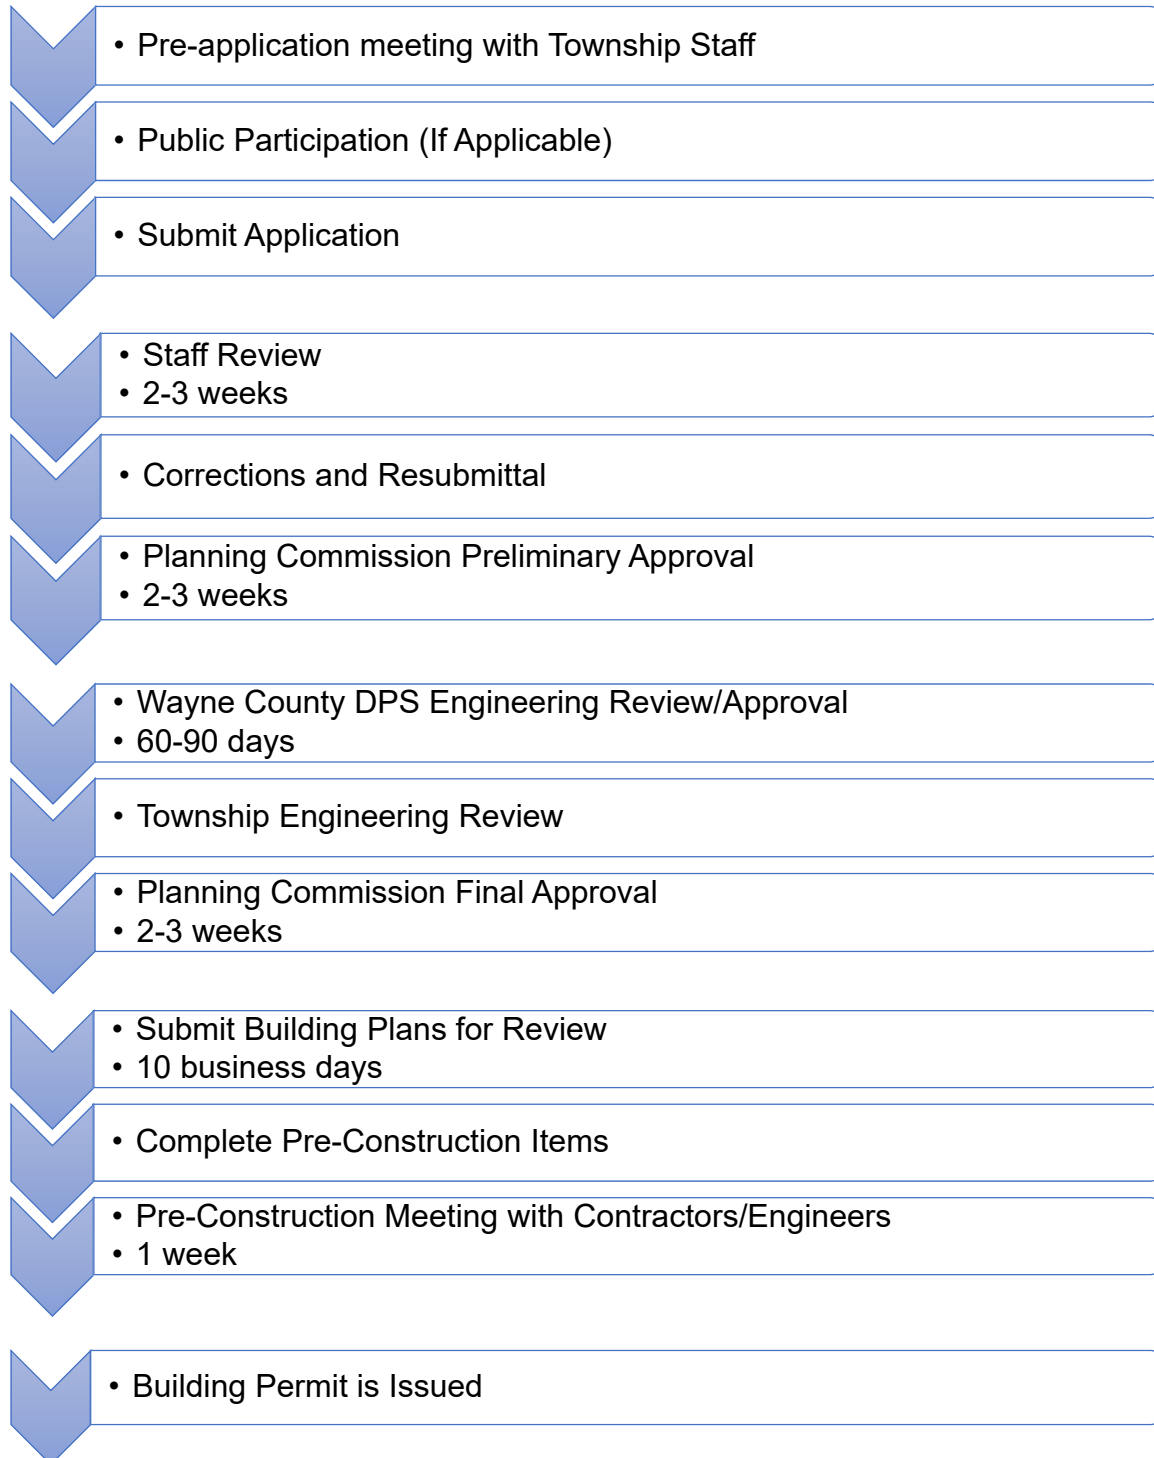 • Pre-application meeting with Township Staff
• Public Participation (If Applicable)
• Submit Application
• Staff Review
• 2-3 weeks
• Corrections and Resubmittal
• Planning Commission Preliminary Approval
• 2-3 weeks
• Wayne County DPS Engineering Review/Approval
• 60-90 days
• Township Engineering Review
• Planning Commission Final Approval
• 2-3 weeks
• Submit Building Plans for Review
• 10 business days
• Complete Pre-Construction Items
• Pre-Construction Meeting with Contractors/Engineers
• 1 week
• Building Permit is Issued